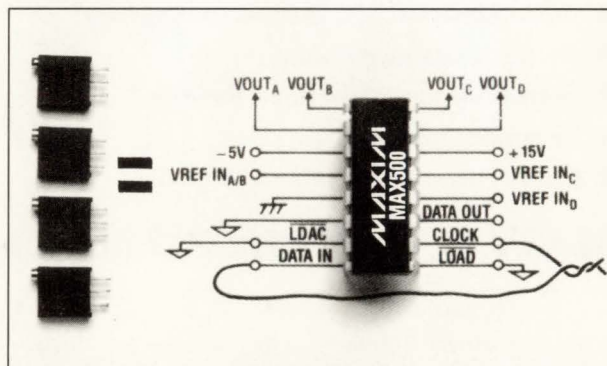 VOUTA VOUTB
VOUTC VOUTD
−5V
+15V
VREF INA/B
VREF INC
VREF IND
DATA OUT
LDAC
CLOCK
DATA IN
LOAD
MAXIM
MAX500